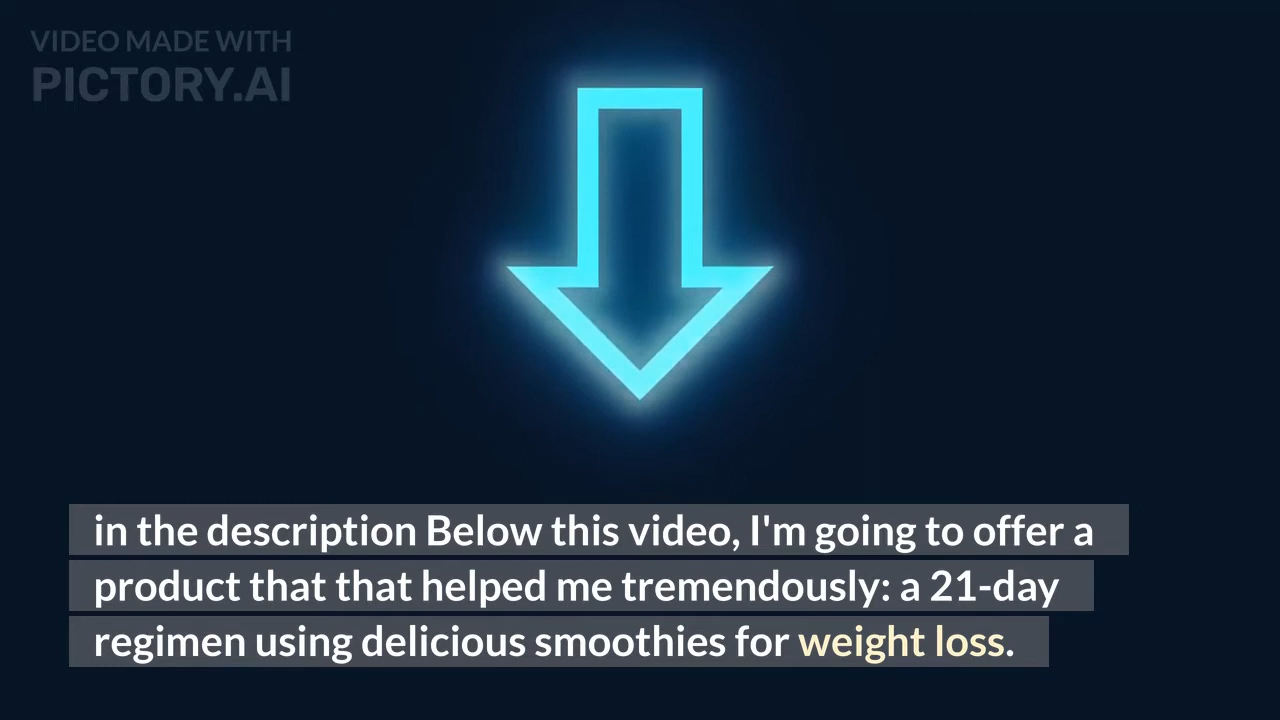 VIDEO MADE WITH
PICTORY.AI
in the description Below this video, I'm going to offer a
product that that helped me tremendously: a 21-day
regimen using delicious smoothies for weight loss.